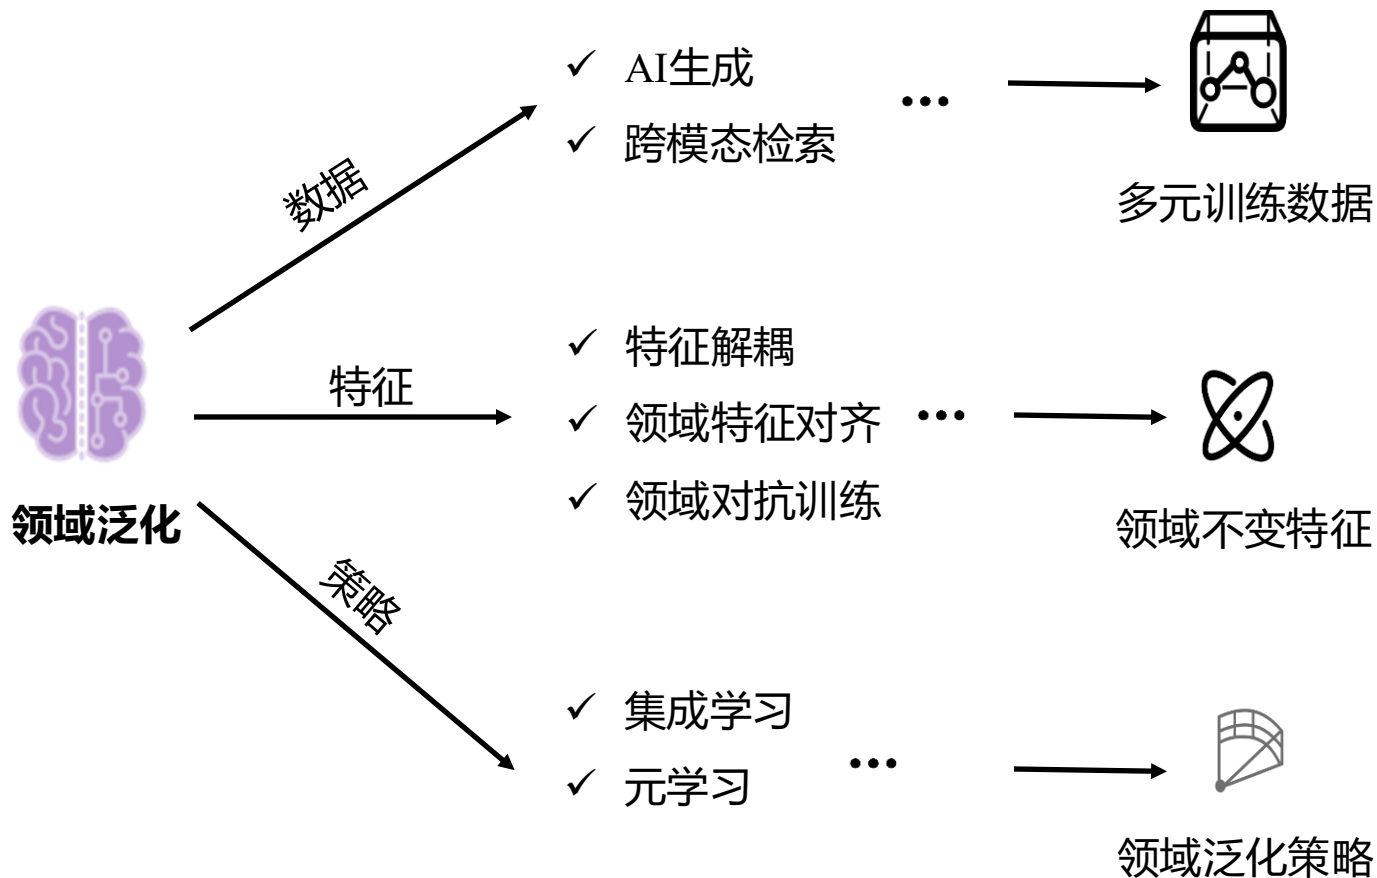 AI生成
跨模态检索
...
数据
多元训练数据
特征解耦
特征
领域特征对齐
...
领域对抗训练
领域泛化
领域不变特征
策略
集成学习
元学习
...
领域泛化策略